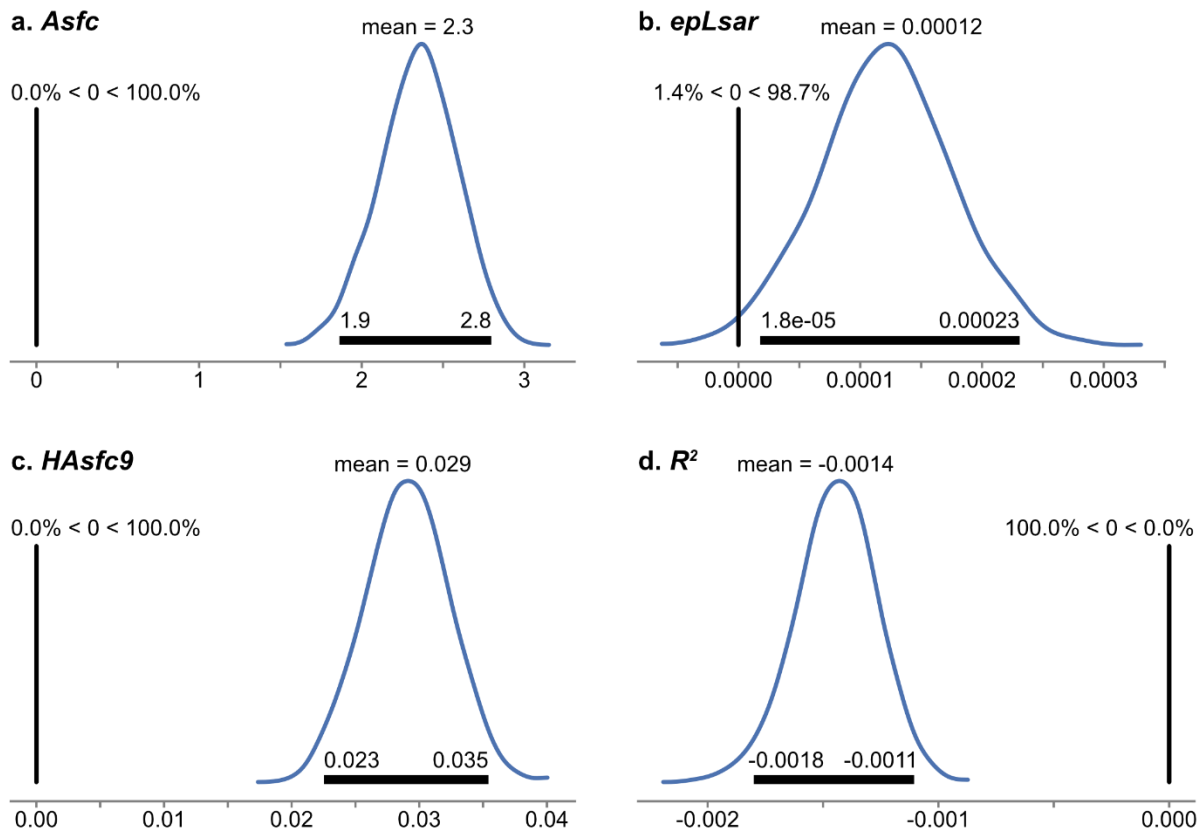 a. Asfc
mean = 2.3
0.0% < 0 < 100.0%
1.9 2.8
0 1 2 3
b. epLsar
mean = 0.00012
1.4% < 0 < 98.7%
1.8e-05 0.00023
0.0000 0.0001 0.0002 0.0003
c. HAsfc9
mean = 0.029
0.0% < 0 < 100.0%
0.023 0.035
0.00 0.01 0.02 0.03 0.04
d. R²
mean = -0.0014
100.0% < 0 < 0.0%
-0.0018 -0.0011
-0.002 -0.001 0.000